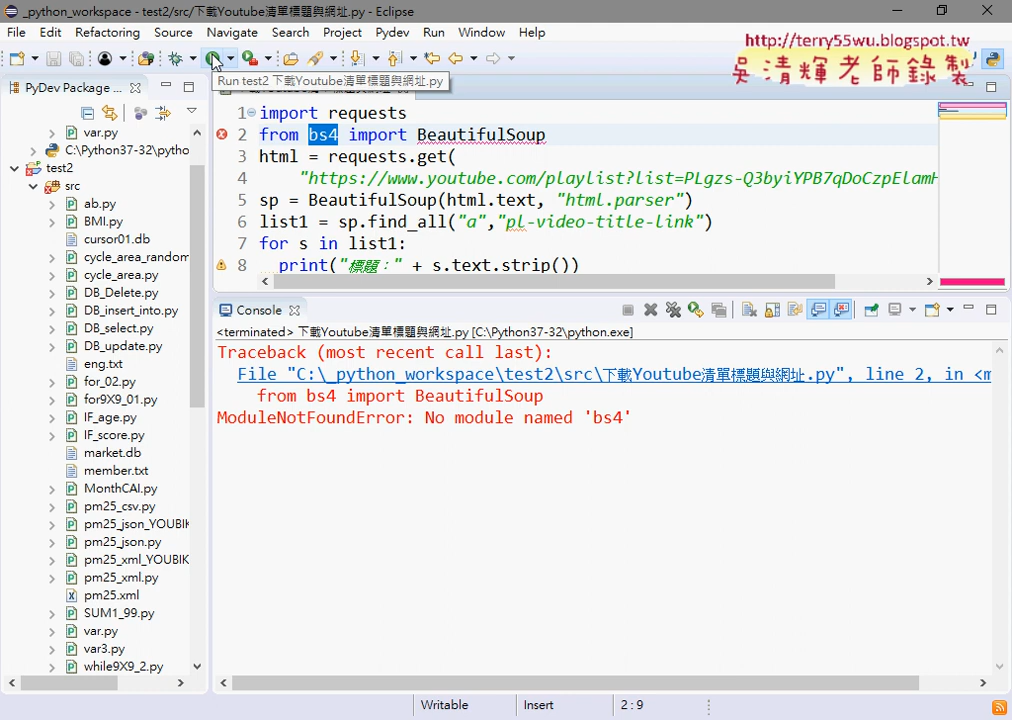 _python_workspace - test2/src/下載Youtube清單標題與網址.py - Eclipse
File Edit Refactoring Source Navigate Search Project Pydev Run Window Help
http://terry55wu.blogspot.tw
吳清輝老師錄製
Run test2 下載Youtube清單標題與網址.py
PyDev Package ...
var.py
C:\Python37-32\pytho
test2
src
ab.py
BMI.py
cursor01.db
cycle_area_random
cycle_area.py
DB_Delete.py
DB_insert_into.py
DB_select.py
DB_update.py
eng.txt
for_02.py
for9X9_01.py
IF_age.py
IF_score.py
market.db
member.txt
MonthCAI.py
pm25_csv.py
pm25_json_YOUBIK
pm25_json.py
pm25_xml_YOUBIK
pm25_xml.py
pm25.xml
SUM1_99.py
var.py
var3.py
while9X9_2.py
1 import requests
2 from bs4 import BeautifulSoup
3 html = requests.get(
4 "https://www.youtube.com/playlist?list=PLgzs-Q3byiYPB7qDoCzpElamH
5 sp = BeautifulSoup(html.text, "html.parser")
6 list1 = sp.find_all("a","pl-video-title-link")
7 for s in list1:
8 print("標題：" + s.text.strip())
Console
<terminated> 下載Youtube清單標題與網址.py [C:\Python37-32\python.exe]
Traceback (most recent call last):
File "C:\_python_workspace\test2\src\下載Youtube清單標題與網址.py", line 2, in <m
from bs4 import BeautifulSoup
ModuleNotFoundError: No module named 'bs4'
Writable Insert 2:9